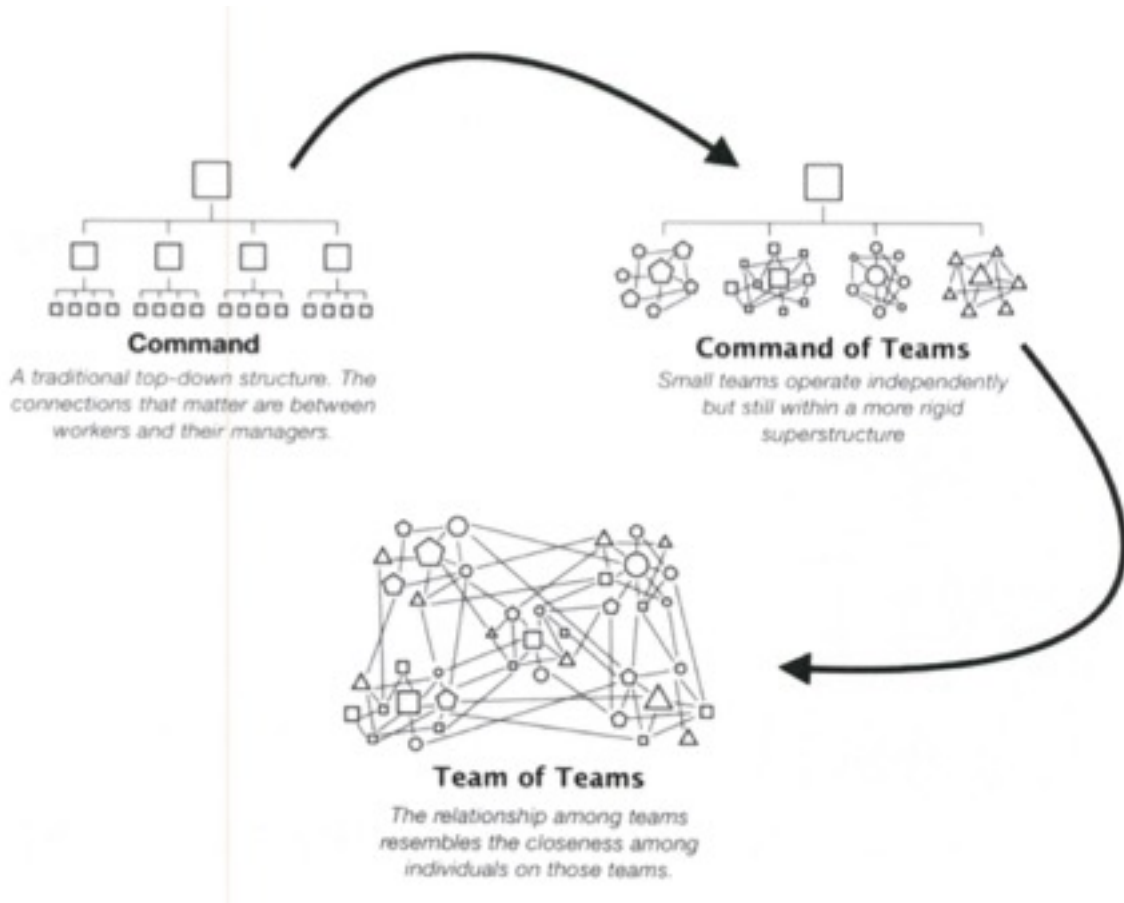 Command
A traditional top-down structure. The
connections that matter are between
workers and their managers.
Command of Teams
Small teams operate independently
but still within a more rigid
superstructure
Team of Teams
The relationship among teams
resembles the closeness among
individuals on those teams.